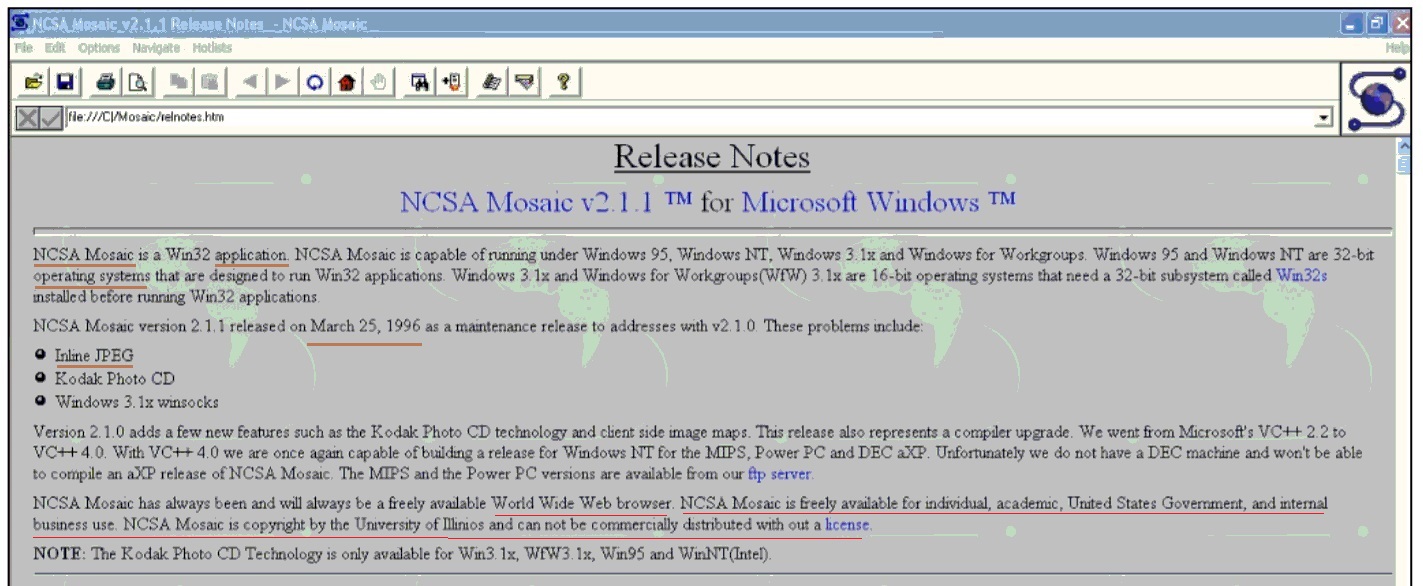 NCSA Mosaic v2.1.1 Release Notes - NCSA Mosaic
File Edit Options Navigate Hotlists Help
file:///C|/Mosaic/relnotes.htm
Release Notes
NCSA Mosaic v2.1.1 ™ for Microsoft Windows ™
NCSA Mosaic is a Win32 application. NCSA Mosaic is capable of running under Windows 95, Windows NT, Windows 3.1x and Windows for Workgroups. Windows 95 and Windows NT are 32-bit
operating systems that are designed to run Win32 applications. Windows 3.1x and Windows for Workgroups(WfW) 3.1x are 16-bit operating systems that need a 32-bit subsystem called Win32s
installed before running Win32 applications.
NCSA Mosaic version 2.1.1 released on March 25, 1996 as a maintenance release to addresses with v2.1.0. These problems include:
Inline JPEG
Kodak Photo CD
Windows 3.1x winsocks
Version 2.1.0 adds a few new features such as the Kodak Photo CD technology and client side image maps. This release also represents a compiler upgrade. We went from Microsoft's VC++ 2.2 to
VC++ 4.0. With VC++ 4.0 we are once again capable of building a release for Windows NT for the MIPS, Power PC and DEC aXP. Unfortunately we do not have a DEC machine and won't be able
to compile an aXP release of NCSA Mosaic. The MIPS and the Power PC versions are available from our ftp server.
NCSA Mosaic has always been and will always be a freely available World Wide Web browser. NCSA Mosaic is freely available for individual, academic, United States Government, and internal
business use. NCSA Mosaic is copyright by the University of Illinios and can not be commercially distributed with out a license.
NOTE: The Kodak Photo CD Technology is only available for Win3.1x, WfW3.1x, Win95 and WinNT(Intel).